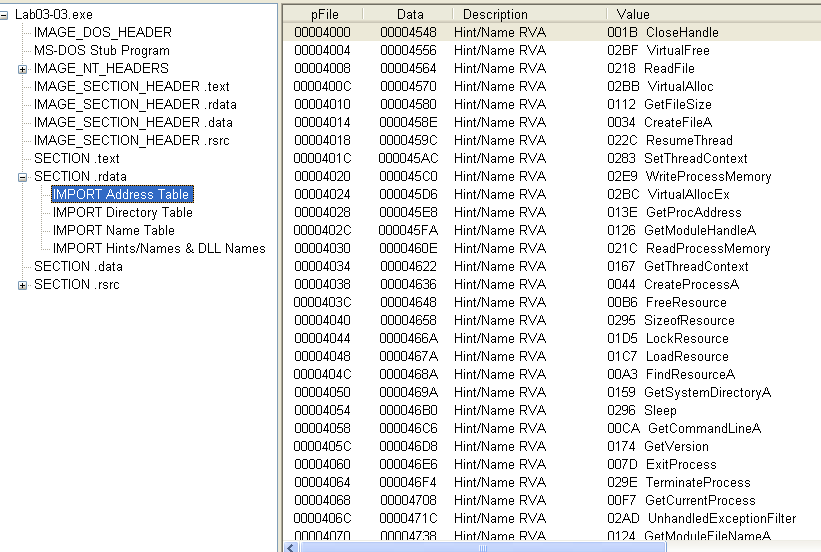 Lab03-03.exe
IMAGE_DOS_HEADER
MS-DOS Stub Program
IMAGE_NT_HEADERS
IMAGE_SECTION_HEADER .text
IMAGE_SECTION_HEADER .rdata
IMAGE_SECTION_HEADER .data
IMAGE_SECTION_HEADER .rsrc
SECTION .text
SECTION .rdata
IMPORT Address Table
IMPORT Directory Table
IMPORT Name Table
IMPORT Hints/Names & DLL Names
SECTION .data
SECTION .rsrc
pFile Data Description Value
00004000 00004548 Hint/Name RVA 001B CloseHandle
00004004 00004556 Hint/Name RVA 02BF VirtualFree
00004008 00004564 Hint/Name RVA 0218 ReadFile
0000400C 00004570 Hint/Name RVA 02BB VirtualAlloc
00004010 00004580 Hint/Name RVA 0112 GetFileSize
00004014 0000458E Hint/Name RVA 0034 CreateFileA
00004018 0000459C Hint/Name RVA 022C ResumeThread
0000401C 000045AC Hint/Name RVA 0283 SetThreadContext
00004020 000045C0 Hint/Name RVA 02E9 WriteProcessMemory
00004024 000045D6 Hint/Name RVA 02BC VirtualAllocEx
00004028 000045E8 Hint/Name RVA 013E GetProcAddress
0000402C 000045FA Hint/Name RVA 0126 GetModuleHandleA
00004030 0000460E Hint/Name RVA 021C ReadProcessMemory
00004034 00004622 Hint/Name RVA 0167 GetThreadContext
00004038 00004636 Hint/Name RVA 0044 CreateProcessA
0000403C 00004648 Hint/Name RVA 00B6 FreeResource
00004040 00004658 Hint/Name RVA 0295 SizeofResource
00004044 0000466A Hint/Name RVA 01D5 LockResource
00004048 0000467A Hint/Name RVA 01C7 LoadResource
0000404C 0000468A Hint/Name RVA 00A3 FindResourceA
00004050 0000469A Hint/Name RVA 0159 GetSystemDirectoryA
00004054 000046B0 Hint/Name RVA 0296 Sleep
00004058 000046C6 Hint/Name RVA 00CA GetCommandLineA
0000405C 000046D8 Hint/Name RVA 0174 GetVersion
00004060 000046E6 Hint/Name RVA 007D ExitProcess
00004064 000046F4 Hint/Name RVA 029E TerminateProcess
00004068 00004708 Hint/Name RVA 00F7 GetCurrentProcess
0000406C 0000471C Hint/Name RVA 02AD UnhandledExceptionFilter
00004070 00004738 Hint/Name RVA 0124 GetModuleFileNameA